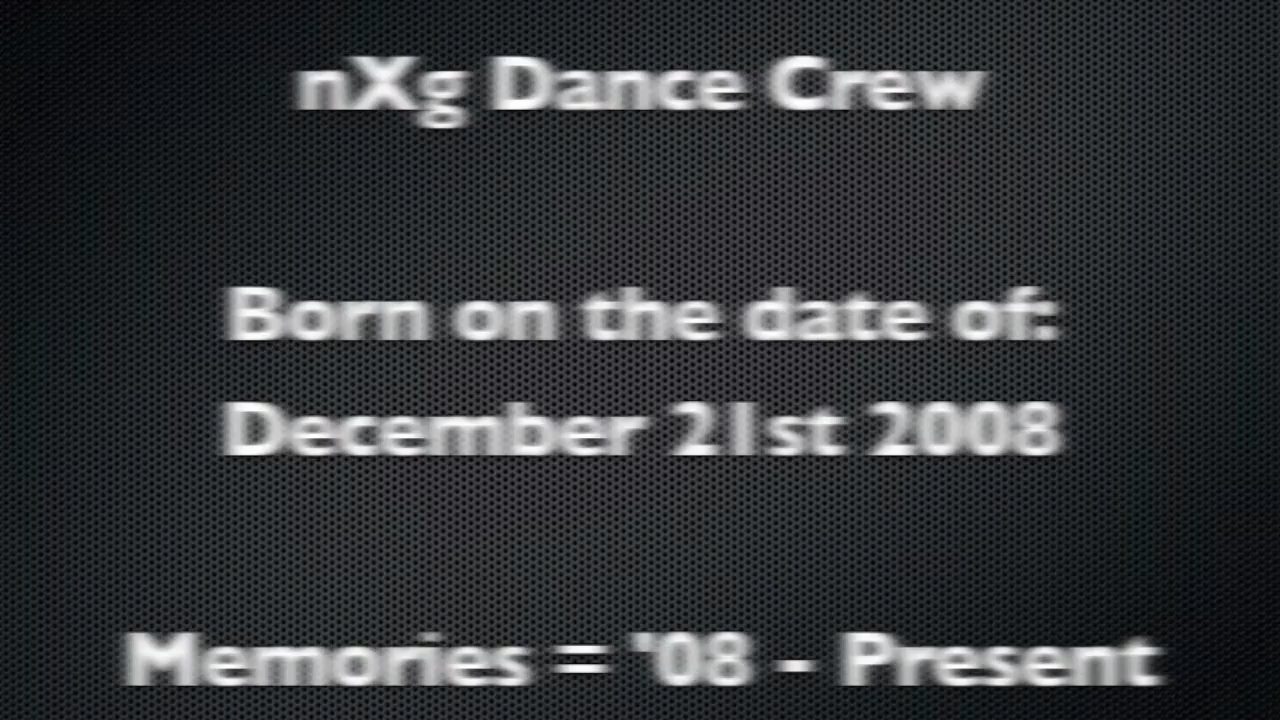 nXg Dance Crew
Born on the date of:
December 21st 2008
Memories = '08 - Present